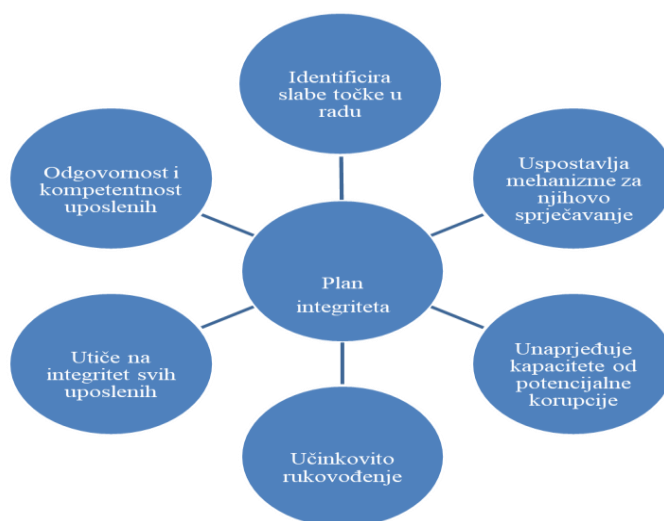 Identificira
slabe točke u
radu
Uspostavlja
mehanizme za
njihovo
sprječavanje
Unaprjeđuje
kapacitete od
potencijalne
korupcije
Učinkovito
rukovođenje
Utiče na
integritet svih
uposlenih
Odgovornost i
kompetentnost
uposlenih
Plan
integriteta